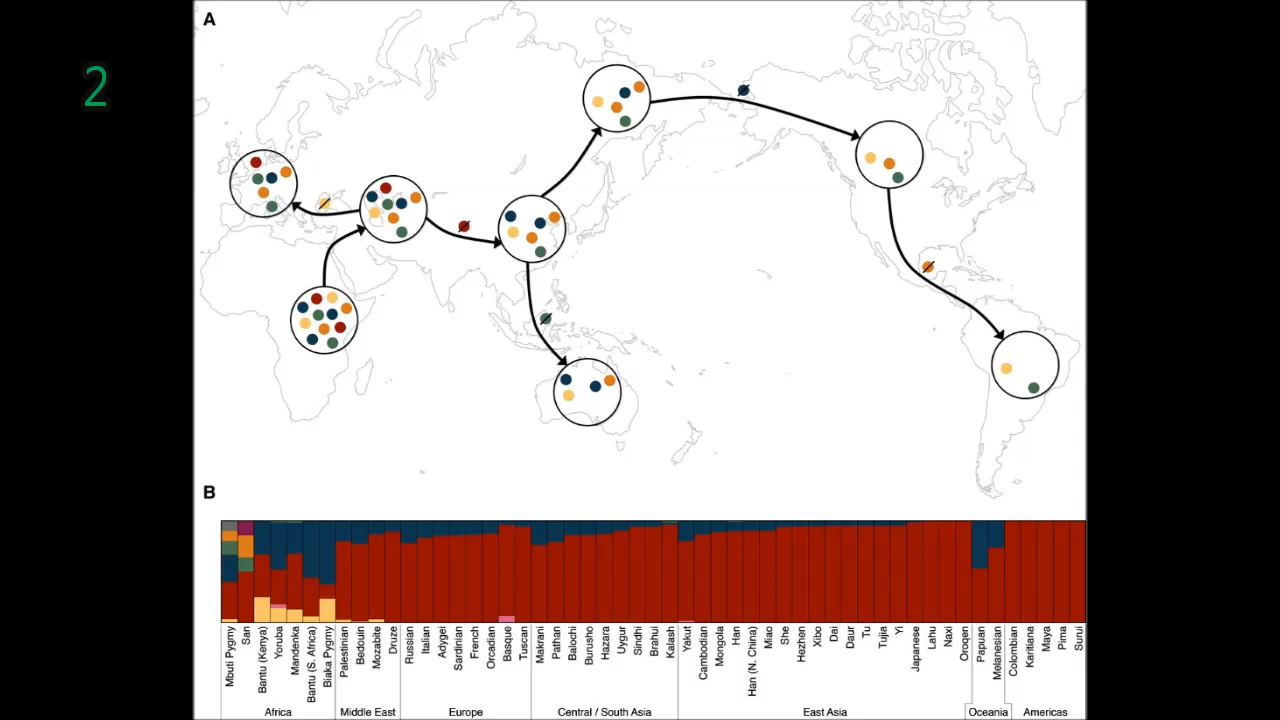 2
A
B
Mbuti Pygmy
San
Bantu (Kenya)
Yoruba
Mandenka
Bantu (S. Africa)
Biaka Pygmy
Palestinian
Bedouin
Mozabite
Druze
Russian
Italian
Adygei
Sardinian
French
Orcadian
Basque
Tuscan
Makrani
Pathan
Balochi
Burusho
Hazara
Uygur
Sindhi
Brahui
Kalash
Yakut
Cambodian
Mongola
Han
Han (N. China)
Miao
She
Hezhen
Xibo
Dai
Daur
Tu
Tujia
Yi
Japanese
Lahu
Naxi
Oroqen
Papuan
Melanesian
Colombian
Karitiana
Maya
Pima
Surui
Africa
Middle East
Europe
Central / South Asia
East Asia
Oceania
Americas